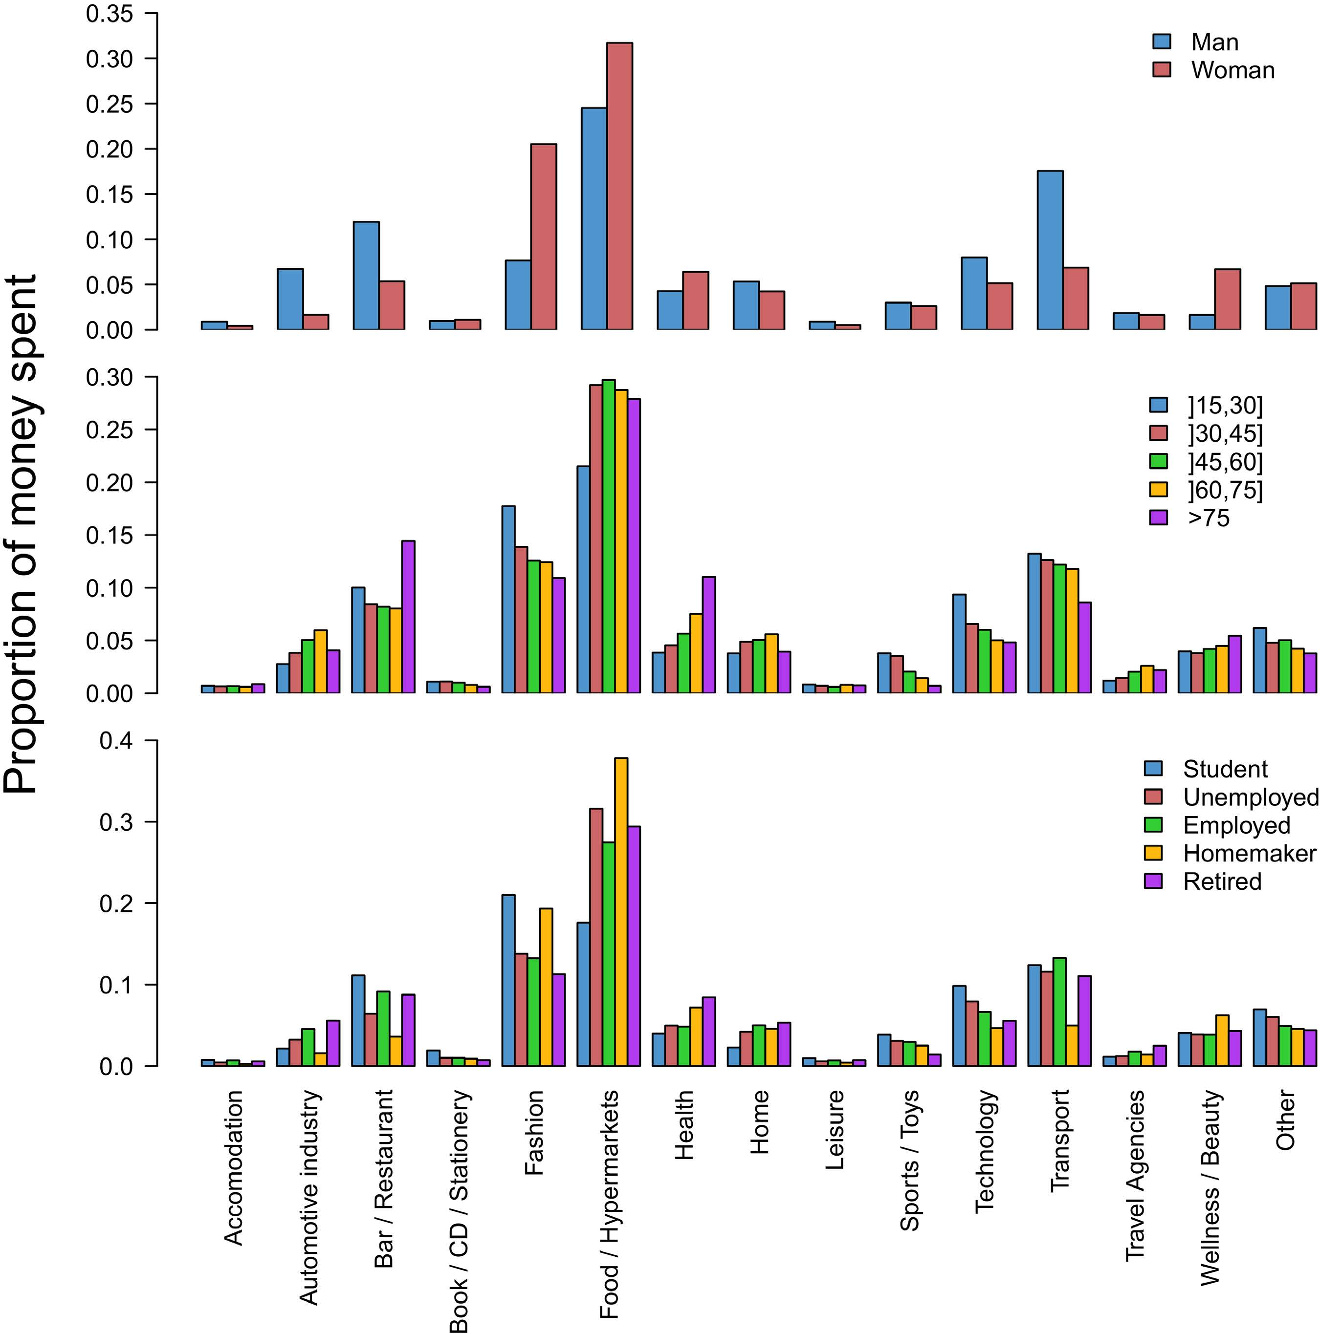 Proportion of money spent
0.35
0.30
0.25
0.20
0.15
0.10
0.05
0.00
Man
Woman
0.30
0.25
0.20
0.15
0.10
0.05
0.00
]15,30]
]30,45]
]45,60]
]60,75]
>75
0.4
0.3
0.2
0.1
0.0
Student
Unemployed
Employed
Homemaker
Retired
Accomodation
Automotive industry
Bar / Restaurant
Book / CD / Stationery
Fashion
Food / Hypermarkets
Health
Home
Leisure
Sports / Toys
Technology
Transport
Travel Agencies
Wellness / Beauty
Other